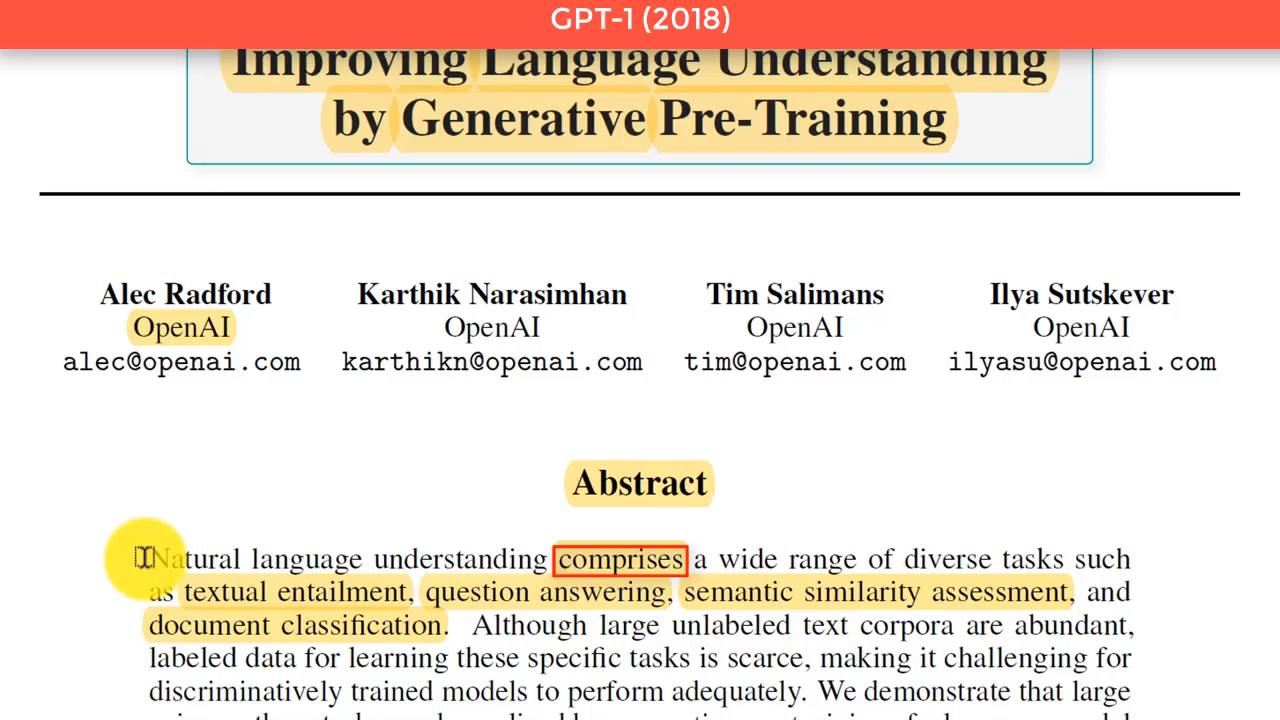 GPT-1 (2018)
Improving Language Understanding
by Generative Pre-Training
Alec Radford Karthik Narasimhan Tim Salimans Ilya Sutskever
OpenAI OpenAI OpenAI OpenAI
alec@openai.com karthikn@openai.com tim@openai.com ilyasu@openai.com
Abstract
Natural language understanding comprises a wide range of diverse tasks such
as textual entailment, question answering, semantic similarity assessment, and
document classification. Although large unlabeled text corpora are abundant,
labeled data for learning these specific tasks is scarce, making it challenging for
discriminatively trained models to perform adequately. We demonstrate that large